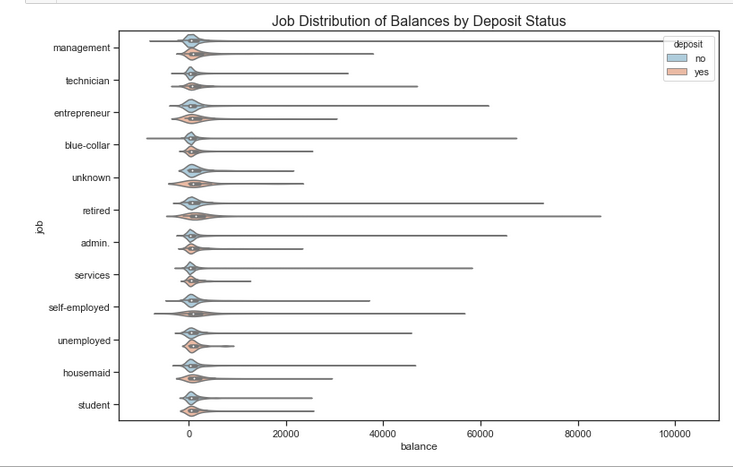 Job Distribution of Balances by Deposit Status
deposit
no
yes
management
technician
entrepreneur
blue-collar
unknown
retired
admin.
services
self-employed
unemployed
housemaid
student
job
0 20000 40000 60000 80000 100000
balance